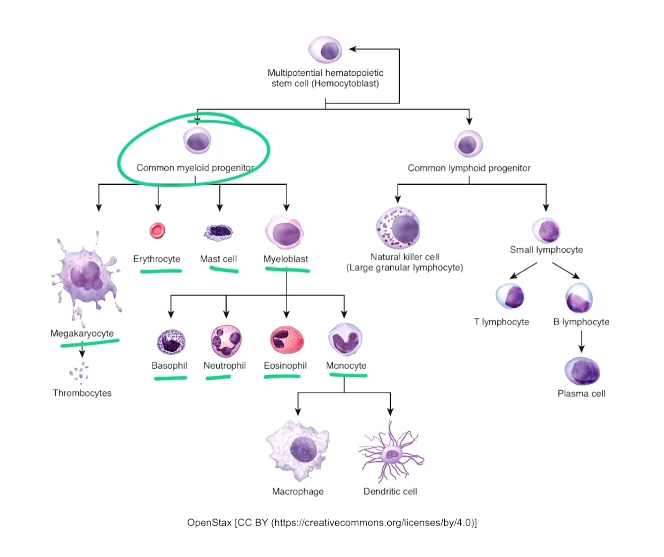 Multipotential hematopoietic
stem cell (Hemocytoblast)
Common myeloid progenitor
Common lymphoid progenitor
Erythrocyte
Mast cell
Myeloblast
Natural killer cell
(Large granular lymphocyte)
Small lymphocyte
Megakaryocyte
T lymphocyte
B lymphocyte
Basophil
Neutrophil
Eosinophil
Monocyte
Thrombocytes
Plasma cell
Macrophage
Dendritic cell
OpenStax [CC BY (https://creativecommons.org/licenses/by/4.0)]